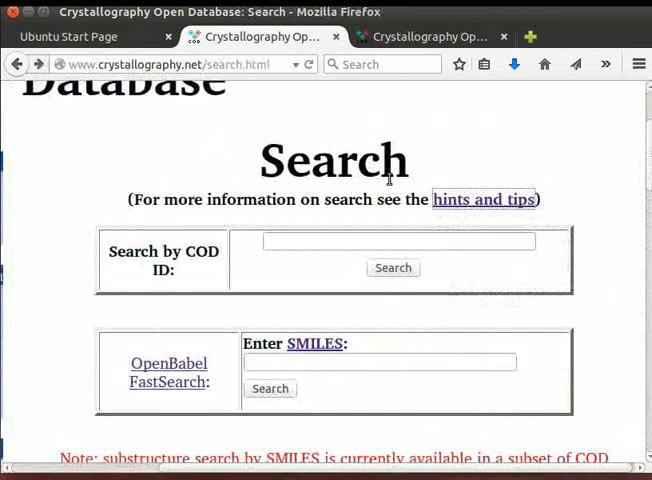 Crystallography Open Database: Search - Mozilla Firefox
Ubuntu Start Page
Crystallography Op...
Crystallography Op...
www.crystallography.net/search.html
Search
Database
Search
(For more information on search see the hints and tips)
Search by COD ID:
Search
OpenBabel FastSearch:
Enter SMILES:
Search
Note: substructure search by SMILES is currently available in a subset of COD